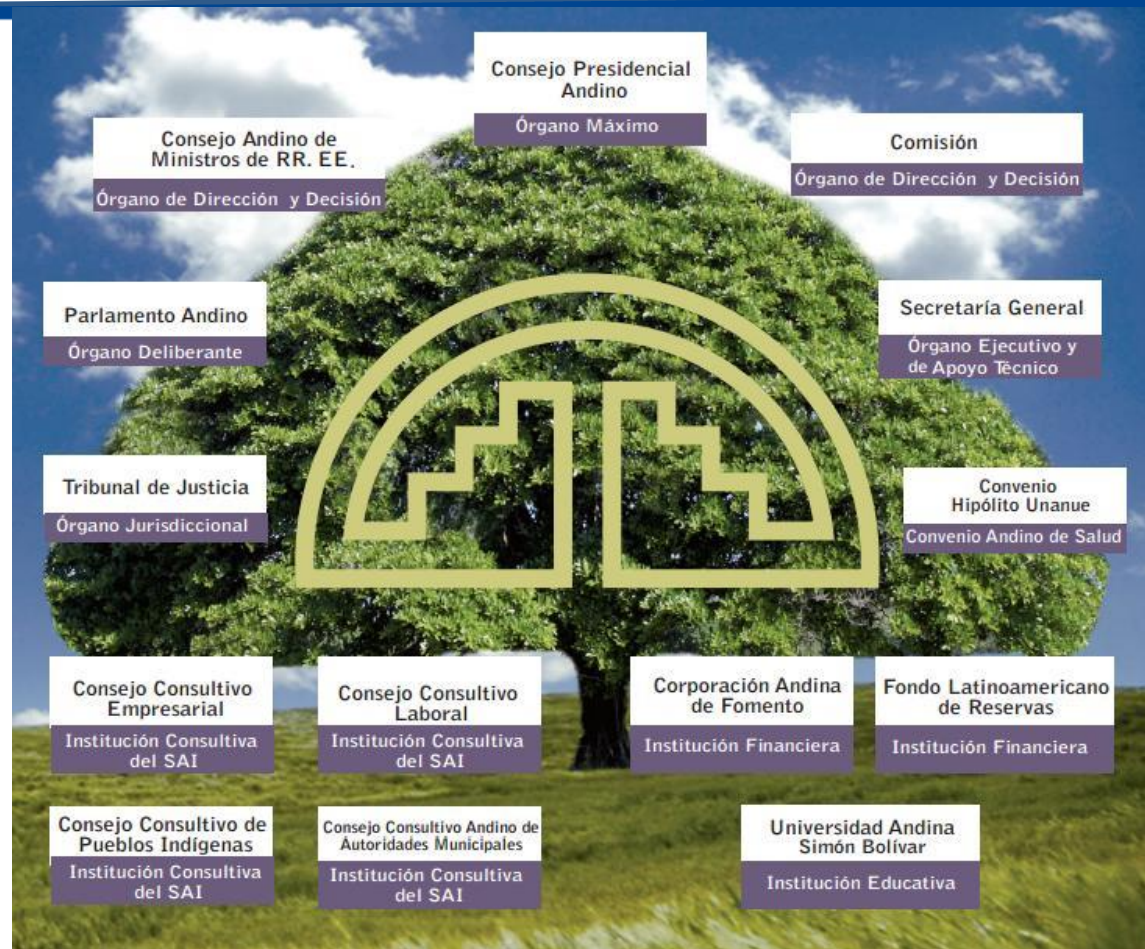 Consejo Presidencial
Andino
Órgano Máximo
Consejo Andino de
Ministros de RR. EE.
Órgano de Dirección y Decisión
Comisión
Órgano de Dirección y Decisión
Parlamento Andino
Órgano Deliberante
Secretaría General
Órgano Ejecutivo y
de Apoyo Tècnico
Tribunal de Justicia
Órgano Jurisdiccional
Convenio
Hipólito Unanue
Convenio Andino de Salud
Consejo Consultivo
Empresarial
Institución Consultiva
del SAI
Consejo Consultivo
Laboral
Institución Consultiva
del SAI
Corporación Andina
de Fomento
Institución Financiera
Fondo Latinoamericano
de Reservas
Institución Financiera
Consejo Consultivo de
Pueblos Indígenas
Institución Consultiva
del SAI
Consejo Consultivo Andino de
Autoridades Municipales
Institución Consultiva
del SAI
Universidad Andina
Simón Bolívar
Institución Educativa